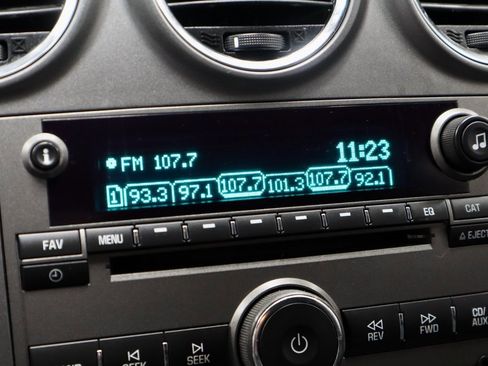 FM 107.7 11:23
1 93.3 97.1 107.7 101.3 107.7 92.1
FAV MENU EQ CAT
EJECT
REV FWD CD/
SEEK SEEK